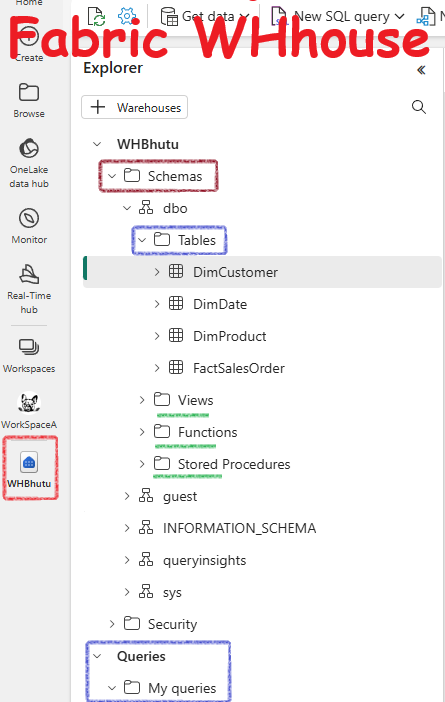 Home
Get data
New SQL query
Fabric WHhouse
Create
Explorer
Browse
Warehouses
OneLake
data hub
WHBhutu
Schemas
dbo
Monitor
Tables
DimCustomer
Real-Time
hub
DimDate
DimProduct
Workspaces
FactSalesOrder
Views
WorkSpaceA
Functions
Stored Procedures
WHBhutu
guest
INFORMATION_SCHEMA
queryinsights
sys
Security
Queries
My queries